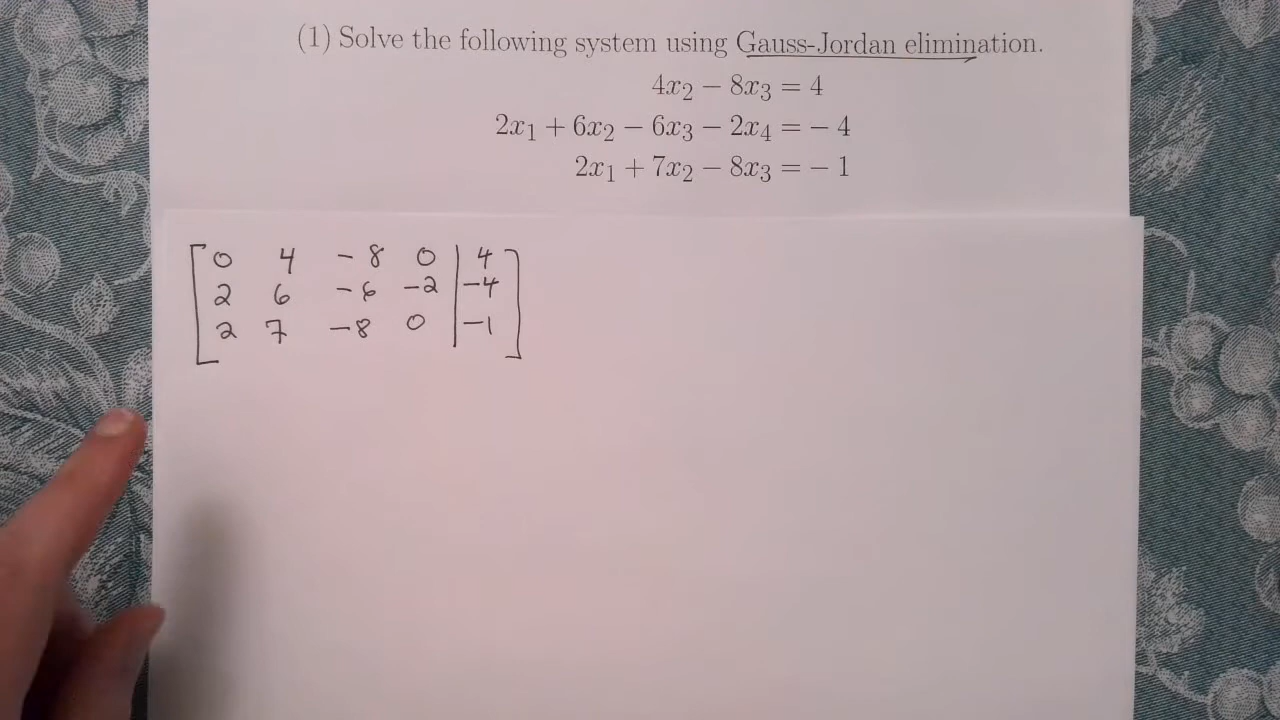 (1) Solve the following system using Gauss-Jordan elimination.
4x₂ − 8x₃ = 4
2x₁ + 6x₂ − 6x₃ − 2x₄ = − 4
2x₁ + 7x₂ − 8x₃ = − 1
[ 0 4 -8 0 | 4 ]
[ 2 6 -6 -2 | -4 ]
[ 2 7 -8 0 | -1 ]